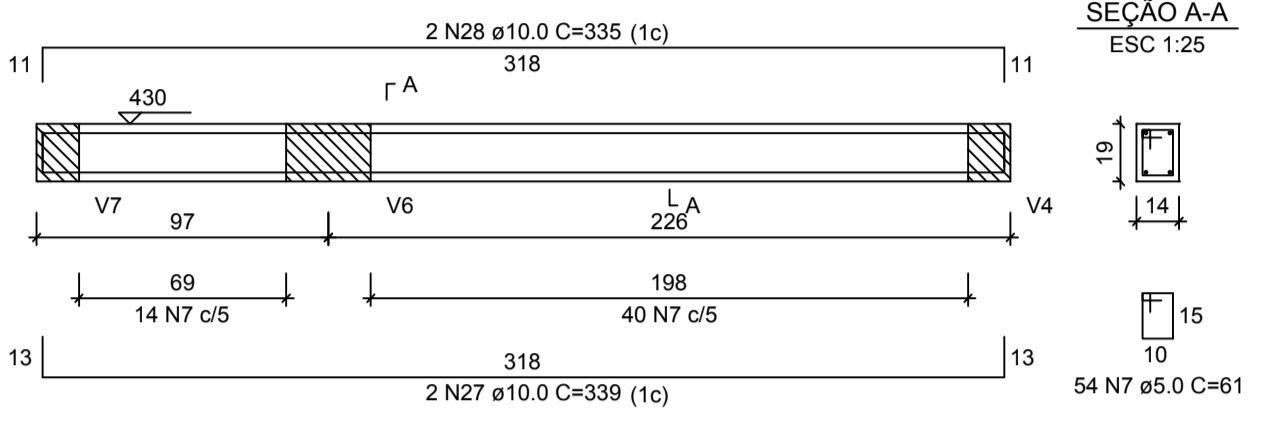 2 N28 ø10.0 C=335 (1c)
11 318 11
SEÇÃO A-A
ESC 1:25
A
430
19
14
V7 V6 A V4
97 226
69 198
14 N7 c/5 40 N7 c/5
15
10
54 N7 ø5.0 C=61
13 318 13
2 N27 ø10.0 C=339 (1c)